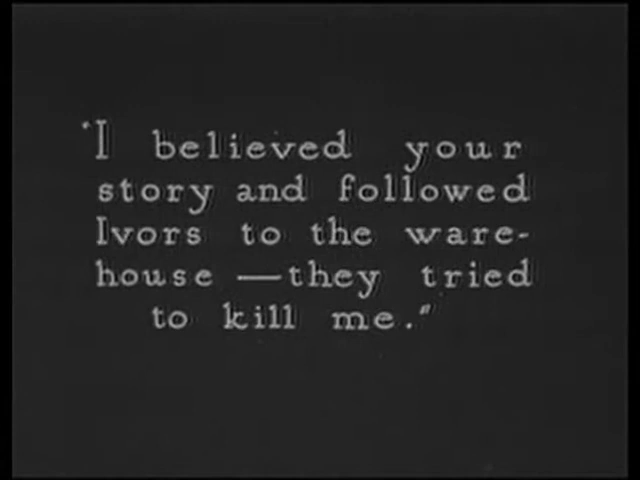 "I believed your
story and followed
Ivors to the ware-
house—they tried
to kill me."